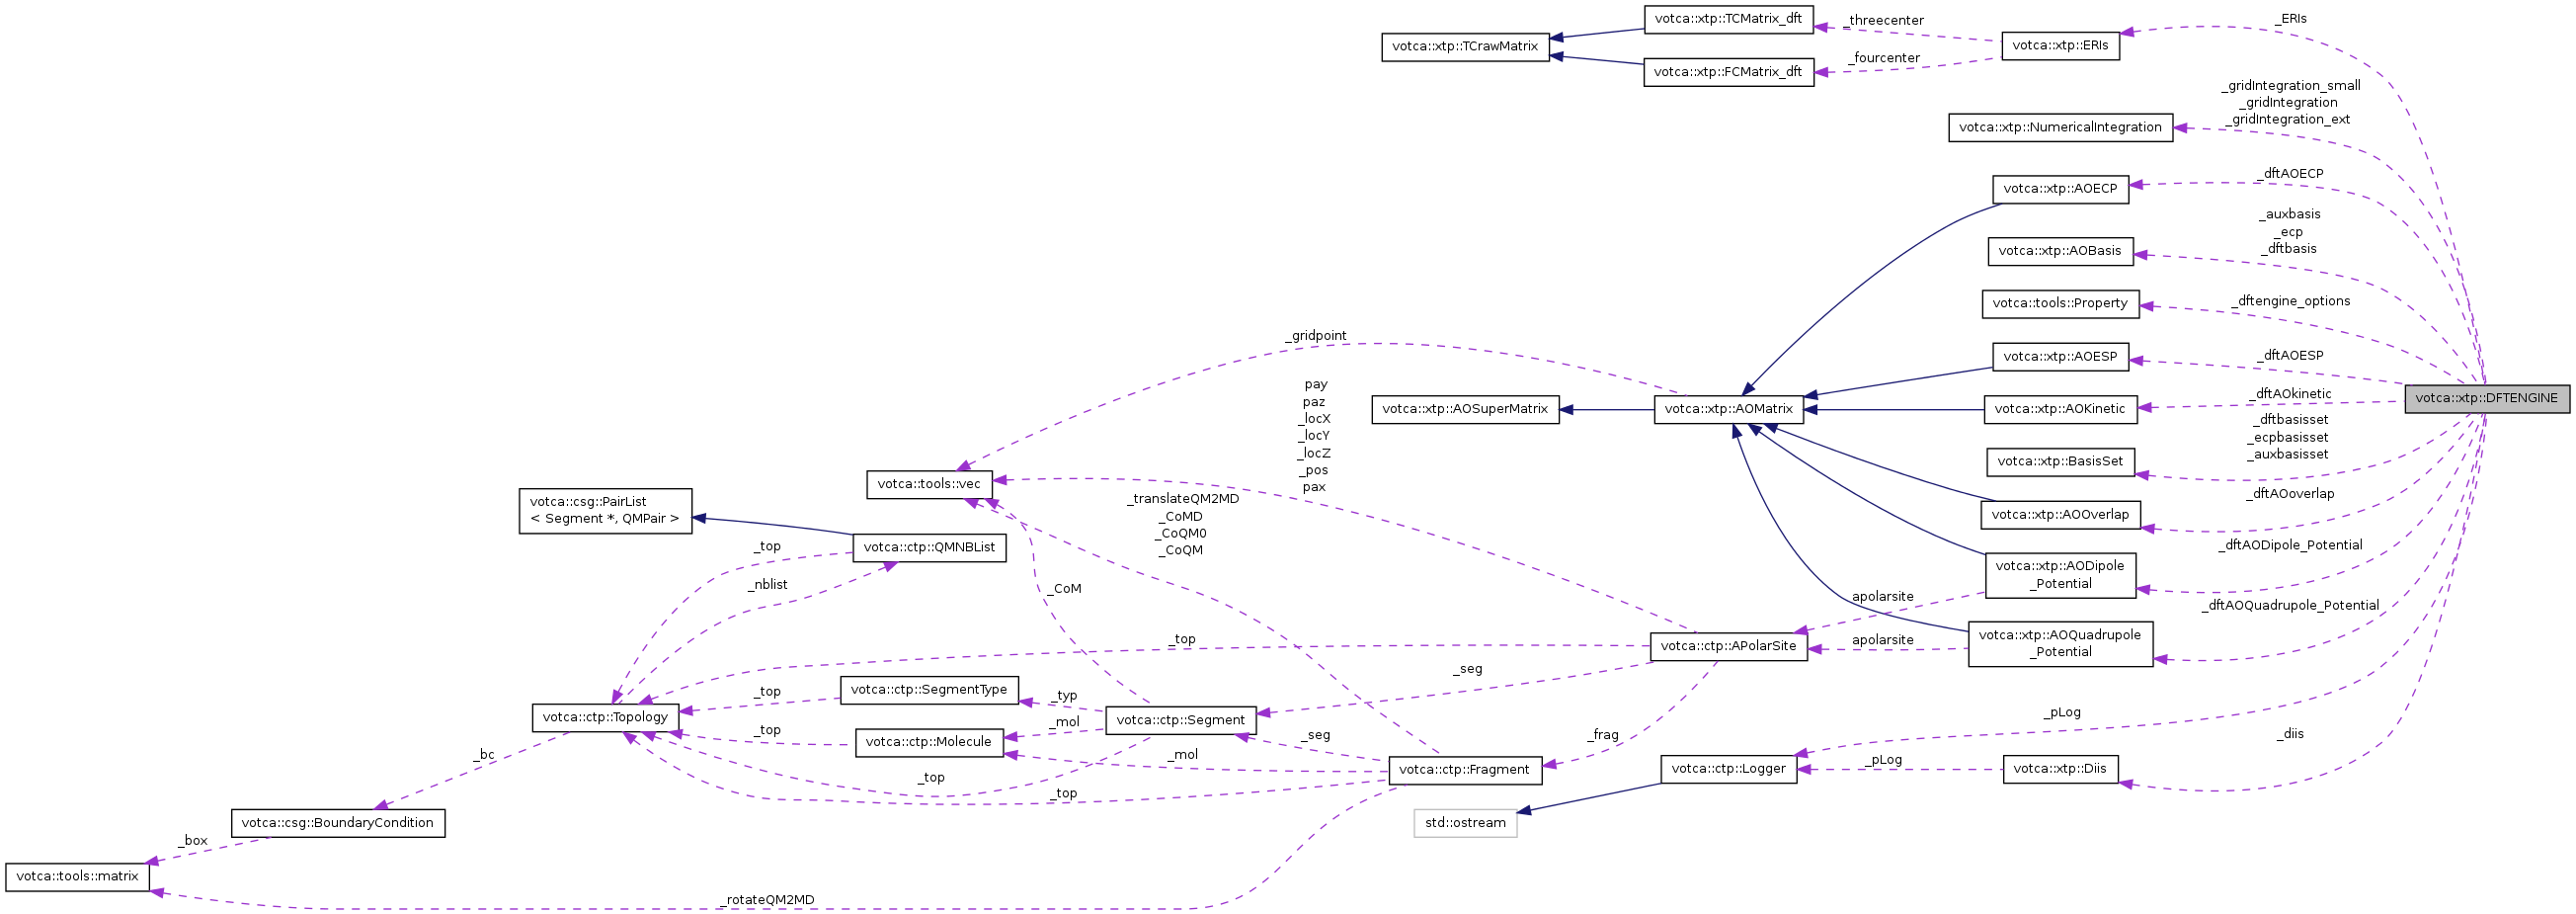 votca::xtp::TCMatrix_dft
_threecenter
_ERIs
votca::xtp::TCrawMatrix
votca::xtp::ERIs
votca::xtp::FCMatrix_dft
_fourcenter
_gridIntegration_small
_gridIntegration
_gridIntegration_ext
votca::xtp::NumericalIntegration
votca::xtp::AOECP
_dftAOECP
_auxbasis
_ecp
_dftbasis
votca::xtp::AOBasis
votca::tools::Property
_dftengine_options
_gridpoint
votca::xtp::AOESP
_dftAOESP
votca::xtp::DFTENGINE
pay
paz
_locX
_locY
_locZ
_pos
pax
votca::xtp::AOSuperMatrix
votca::xtp::AOMatrix
votca::xtp::AOKinetic
_dftAOkinetic
_dftbasisset
_ecpbasisset
_auxbasisset
votca::xtp::BasisSet
votca::tools::vec
votca::csg::PairList
< Segment *, QMPair >
_translateQM2MD
_CoMD
_CoQM0
_CoQM
_dftAOoverlap
votca::xtp::AOOverlap
_top
votca::ctp::QMNBList
_dftAODipole_Potential
votca::xtp::AODipole
_Potential
_nblist
_CoM
apolarsite
_dftAOQuadrupole_Potential
_top
votca::ctp::APolarSite
apolarsite
votca::xtp::AOQuadrupole
_Potential
_seg
_top
votca::ctp::SegmentType
_typ
votca::ctp::Topology
votca::ctp::Segment
_pLog
_top
votca::ctp::Molecule
_mol
_seg
_frag
_diis
_bc
_mol
votca::ctp::Fragment
votca::ctp::Logger
_pLog
votca::xtp::Diis
_top
_top
votca::csg::BoundaryCondition
std::ostream
_box
votca::tools::matrix
_rotateQM2MD